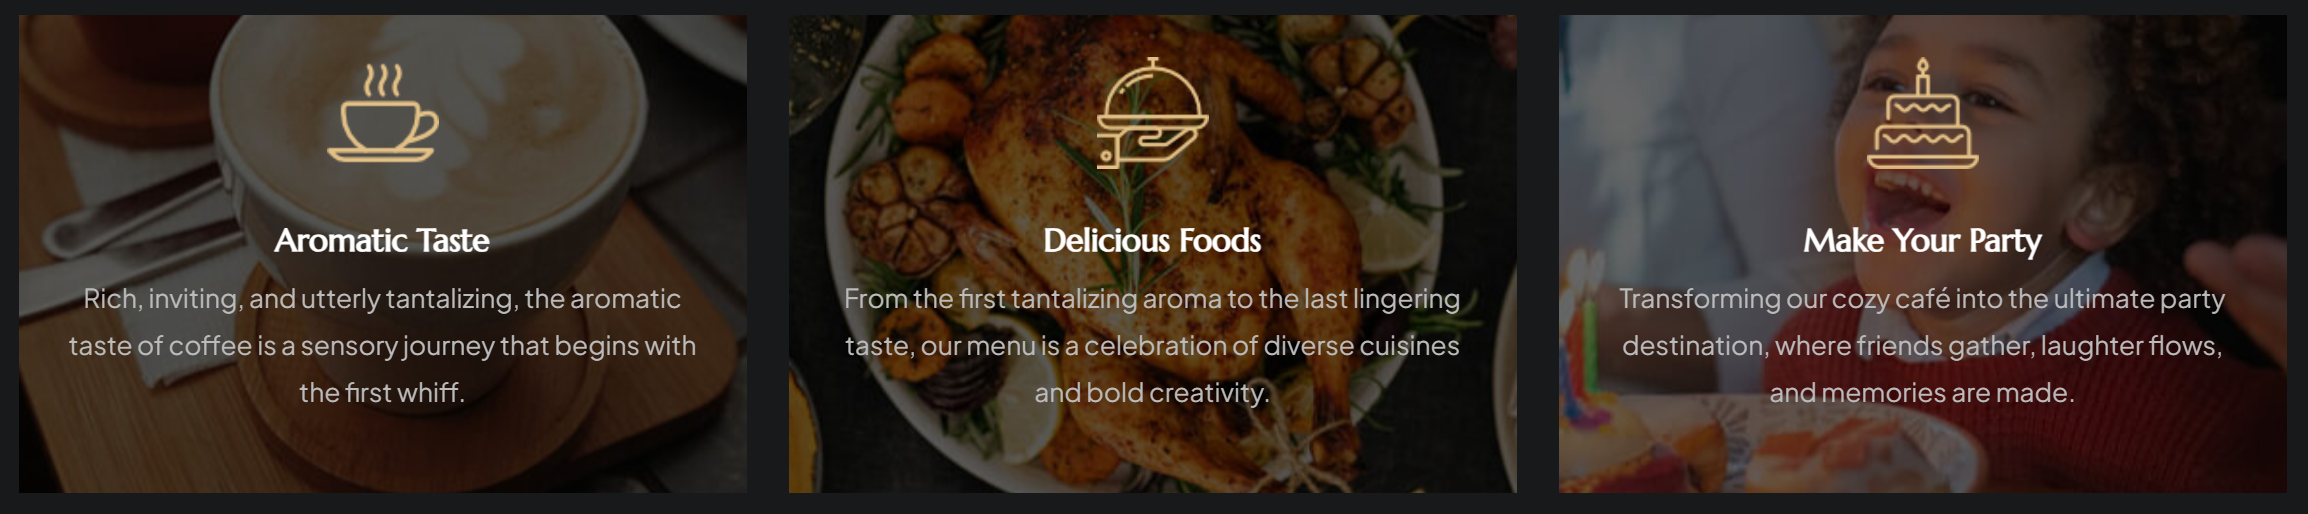 Aromatic Taste
Rich, inviting, and utterly tantalizing, the aromatic
taste of coffee is a sensory journey that begins with
the first whiff.
Delicious Foods
From the first tantalizing aroma to the last lingering
taste, our menu is a celebration of diverse cuisines
and bold creativity.
Make Your Party
Transforming our cozy café into the ultimate party
destination, where friends gather, laughter flows,
and memories are made.